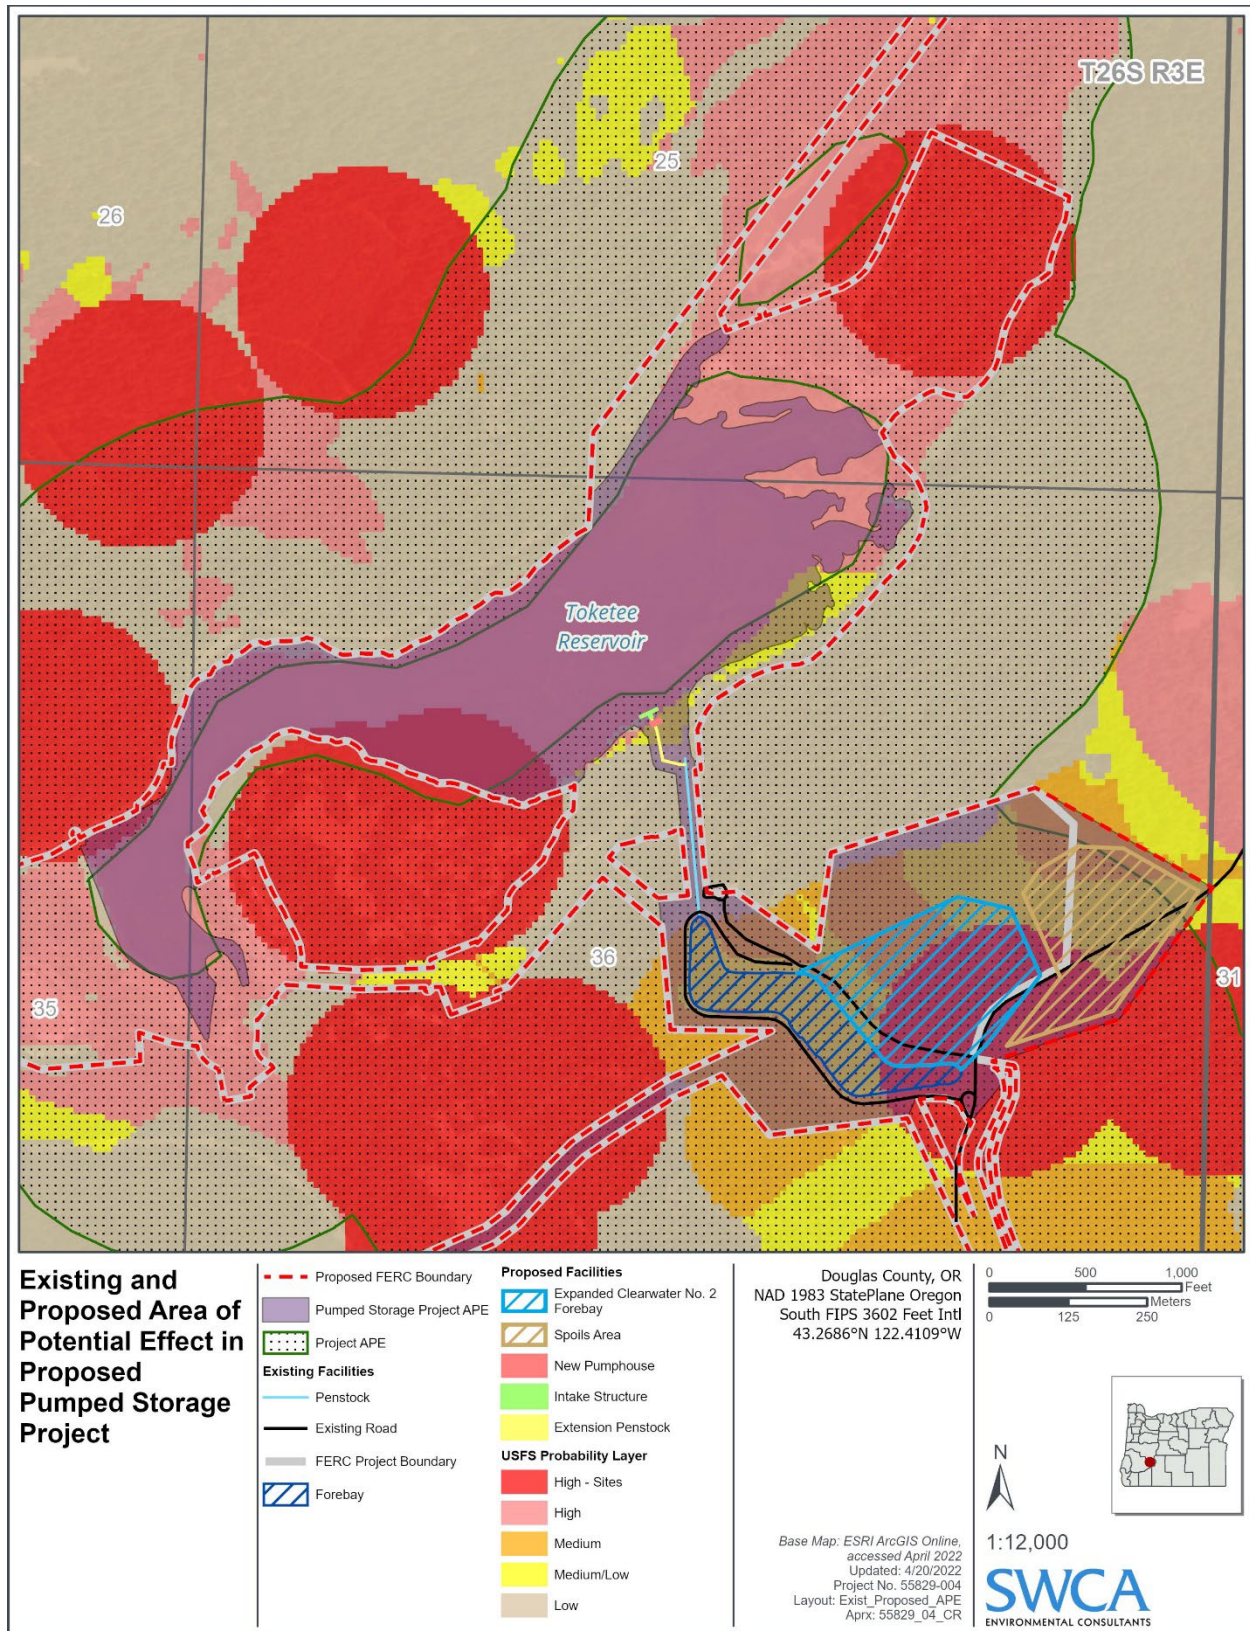 T26S R3E
25
26
Toketee
Reservoir
36
31
35
Existing and
Proposed Area of
Potential Effect in
Proposed
Pumped Storage
Project
Proposed FERC Boundary
Pumped Storage Project APE
Project APE
Existing Facilities
Penstock
Existing Road
FERC Project Boundary
Forebay
Proposed Facilities
Expanded Clearwater No. 2
Forebay
Spoils Area
New Pumphouse
Intake Structure
Extension Penstock
USFS Probability Layer
High - Sites
High
Medium
Medium/Low
Low
Douglas County, OR
NAD 1983 StatePlane Oregon
South FIPS 3602 Feet Intl
43.2686°N 122.4109°W
Base Map: ESRI ArcGIS Online,
accessed April 2022
Updated: 4/20/2022
Project No. 55829-004
Layout: Exist_Proposed_APE
Aprx: 55829_04_CR
0 500 1,000
Feet
Meters
0 125 250
N
1:12,000
SWCA
ENVIRONMENTAL CONSULTANTS